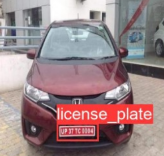 license_plate
UP 37 TC 0094